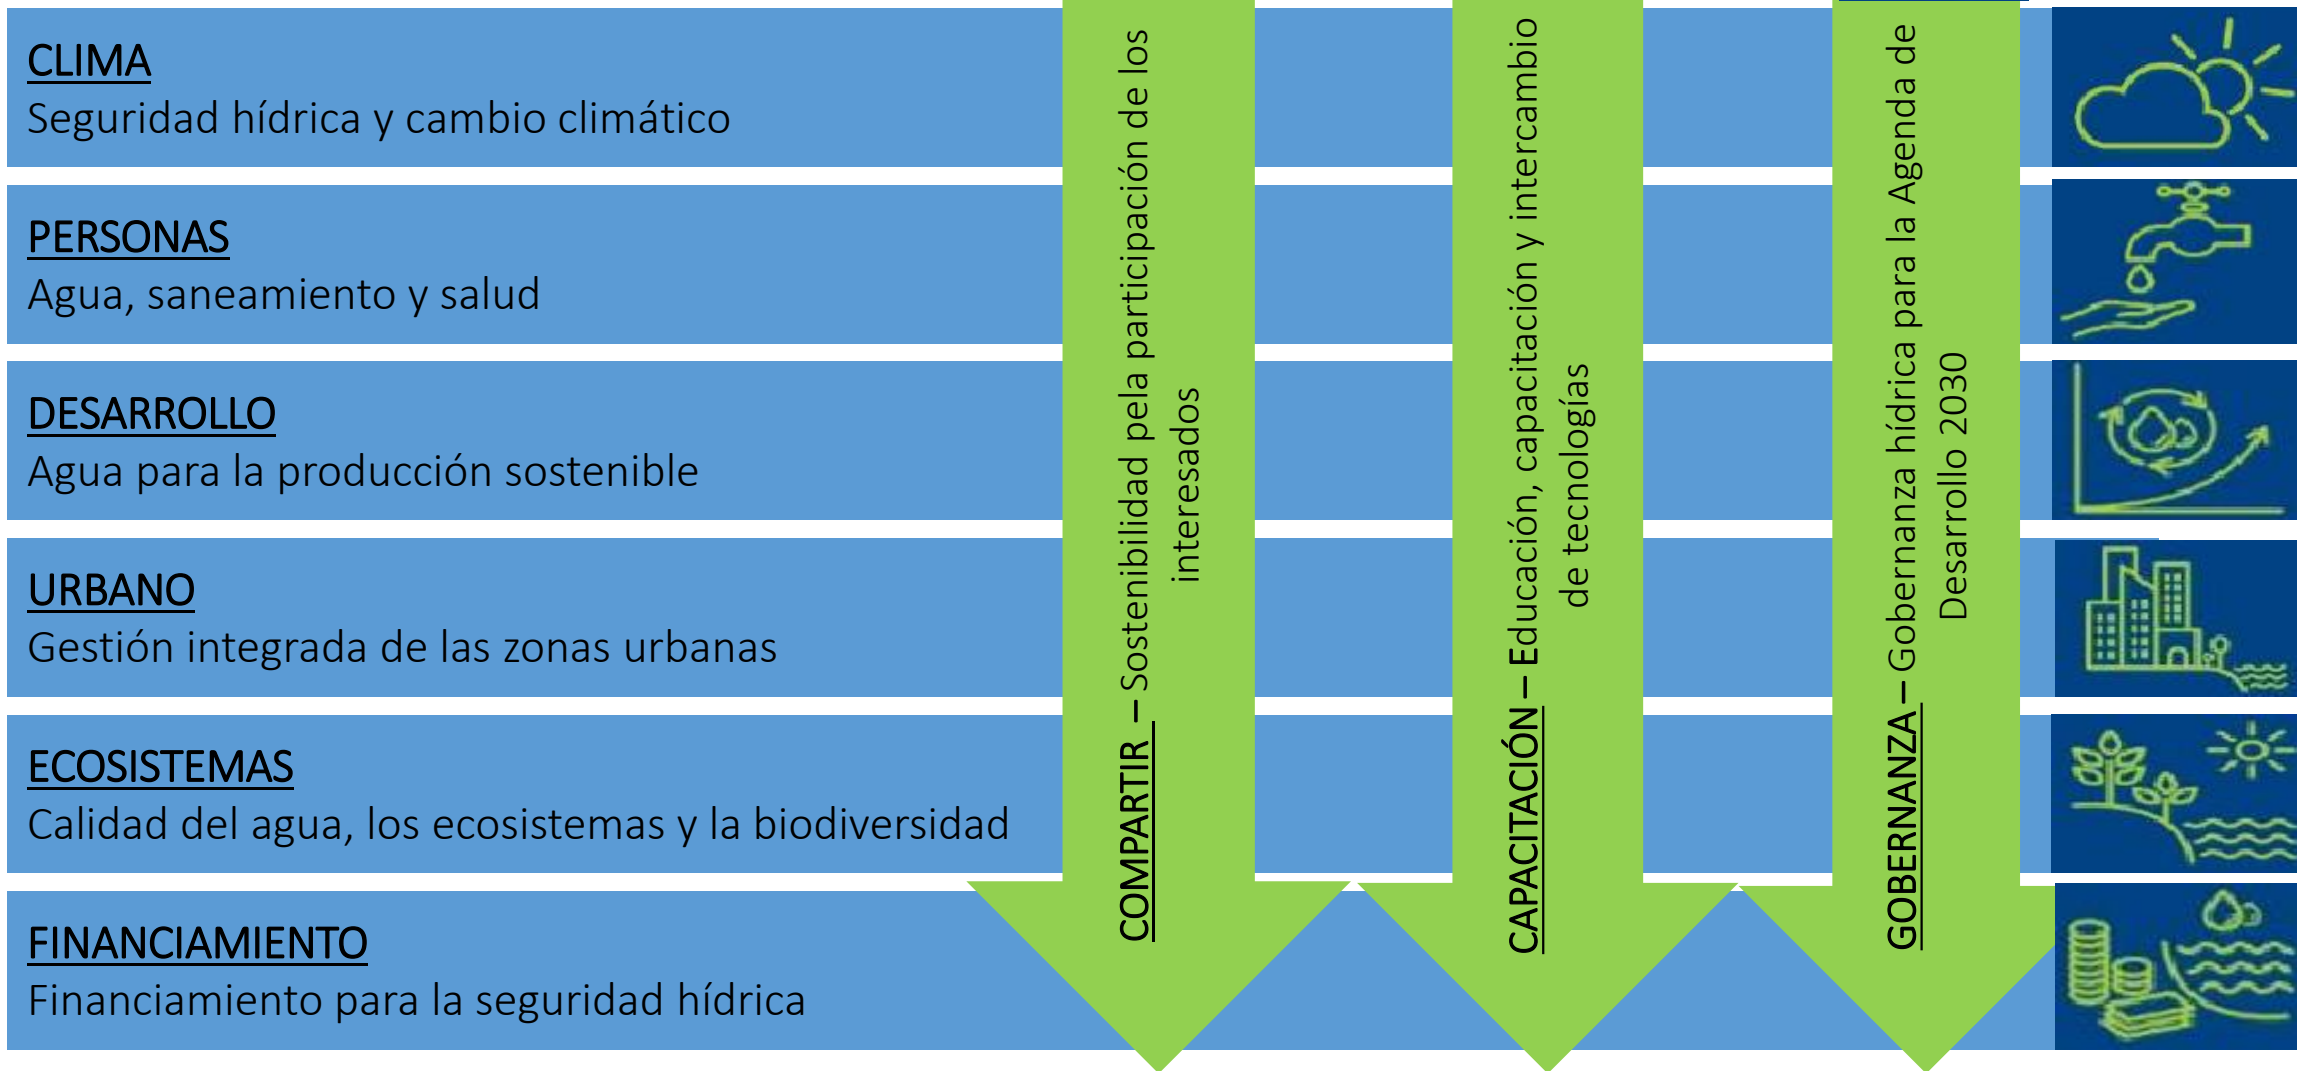 CLIMA
Seguridad hídrica y cambio climático
PERSONAS
Agua, saneamiento y salud
DESARROLLO
Agua para la producción sostenible
URBANO
Gestión integrada de las zonas urbanas
ECOSISTEMAS
Calidad del agua, los ecosistemas y la biodiversidad
FINANCIAMIENTO
Financiamiento para la seguridad hídrica
COMPARTIR – Sostenibilidad pela participación de los
interesados
CAPACITACIÓN – Educación, capacitación y intercambio
de tecnologías
GOBERNANZA – Gobernanza hídrica para la Agenda de
Desarrollo 2030